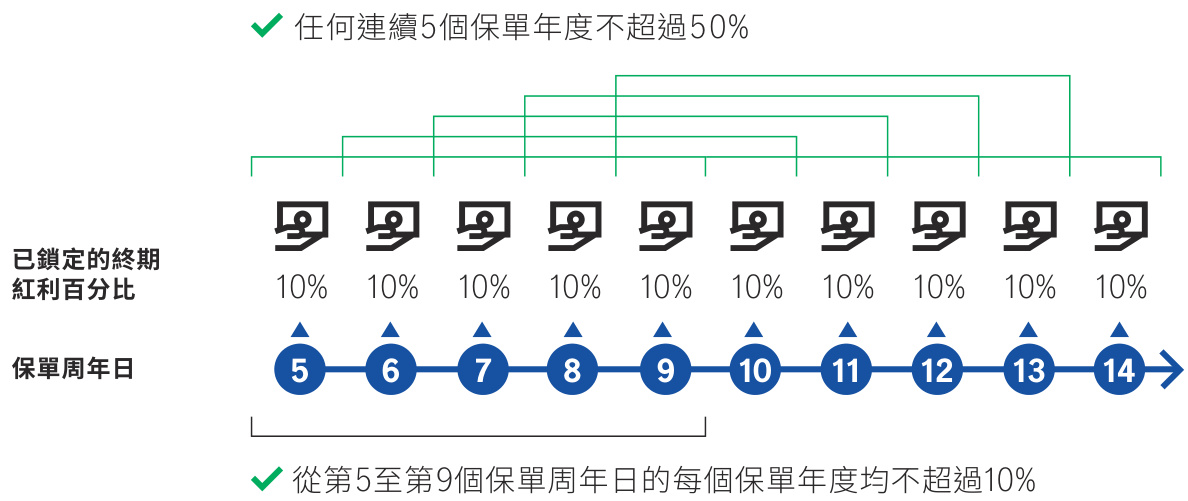 任何連續5個保單年度不超過50%
已鎖定的終期
紅利百分比
10% 10% 10% 10% 10% 10% 10% 10% 10% 10%
保單周年日
5 6 7 8 9 10 11 12 13 14
從第5至第9個保單周年日的每個保單年度均不超過10%